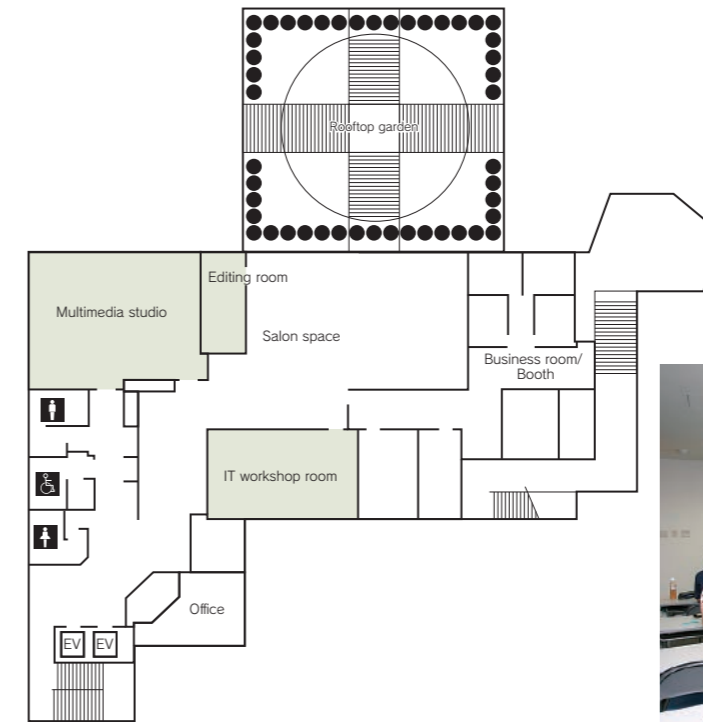 Rooftop garden
Editing room
Multimedia studio
Salon space
Business room/
Booth
IT workshop room
Office
EV EV